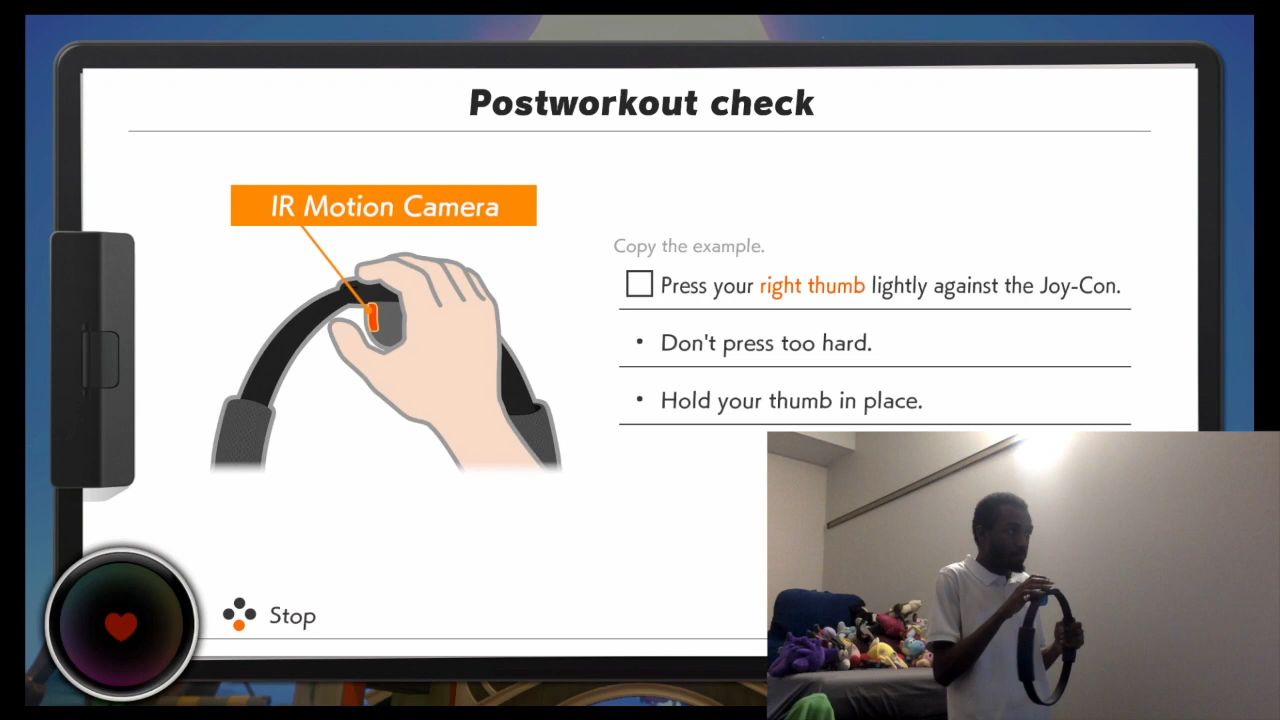 Postworkout check
IR Motion Camera
Copy the example.
Press your right thumb lightly against the Joy-Con.
• Don't press too hard.
• Hold your thumb in place.
Stop